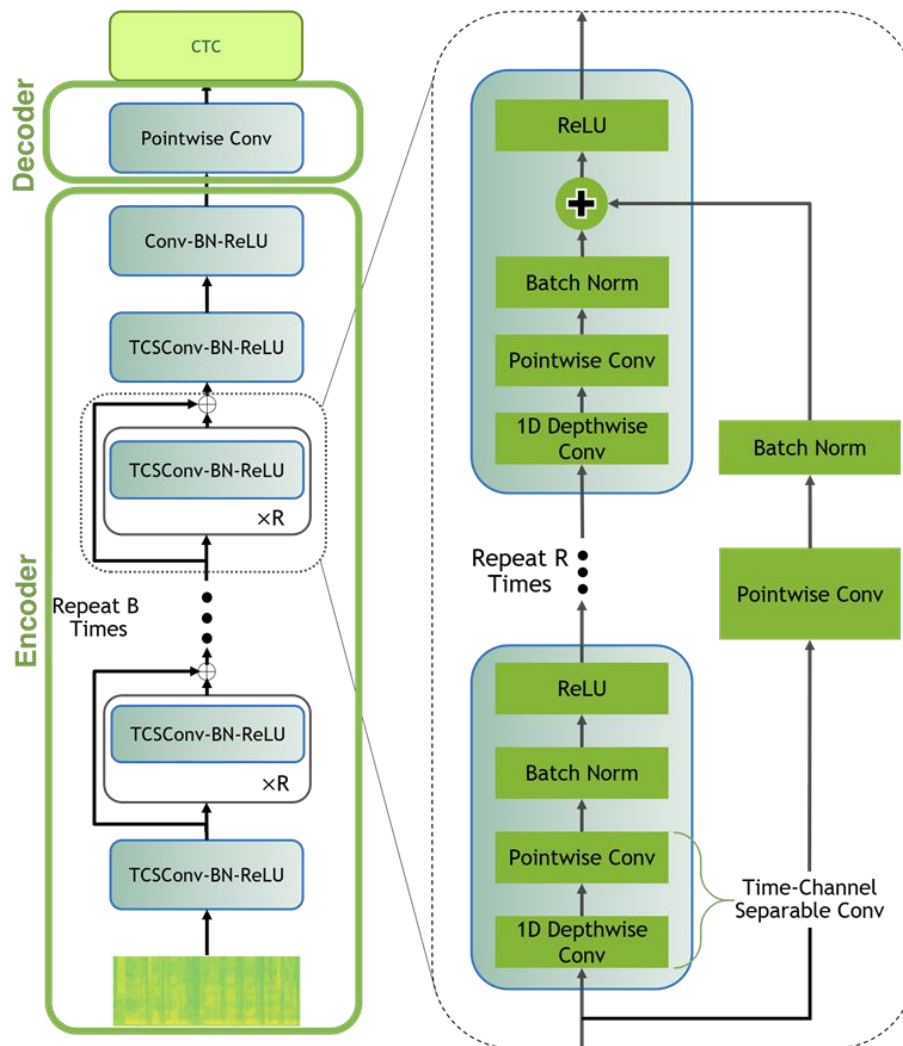 CTC
Decoder
Pointwise Conv
Encoder
Conv-BN-ReLU
TCSConv-BN-ReLU
TCSConv-BN-ReLU
×R
Repeat B
Times
TCSConv-BN-ReLU
×R
TCSConv-BN-ReLU
ReLU
Batch Norm
Pointwise Conv
1D Depthwise
Conv
Repeat R
Times
Batch Norm
Pointwise Conv
ReLU
Batch Norm
Pointwise Conv
1D Depthwise
Conv
Time-Channel
Separable Conv